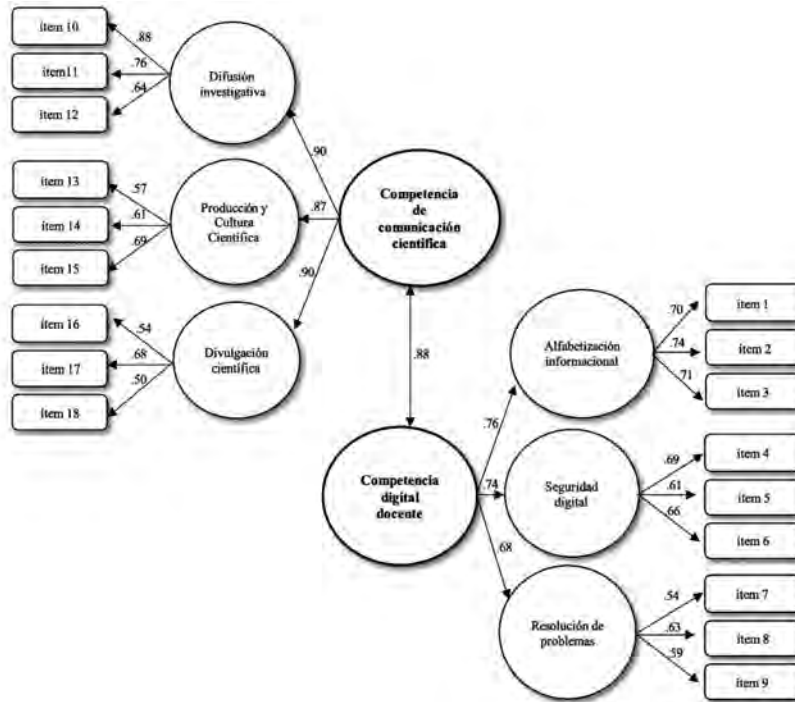 ítem 10
ítem11
ítem 12
.88
.76
.64
Difusión
investigativa
.90
ítem 13
ítem 14
ítem 15
.57
.61
.69
Producción y
Cultura
Científica
.87
Competencia
de
comunicación
científica
ítem 16
ítem 17
ítem 18
.54
.68
.50
Divulgación
científica
.90
.88
Competencia
digital
docente
.76
.74
.68
Alfabetización
informacional
.70
.74
.71
ítem 1
ítem 2
ítem 3
Seguridad
digital
.69
.61
.66
ítem 4
ítem 5
ítem 6
Resolución de
problemas
.54
.63
.59
ítem 7
ítem 8
ítem 9